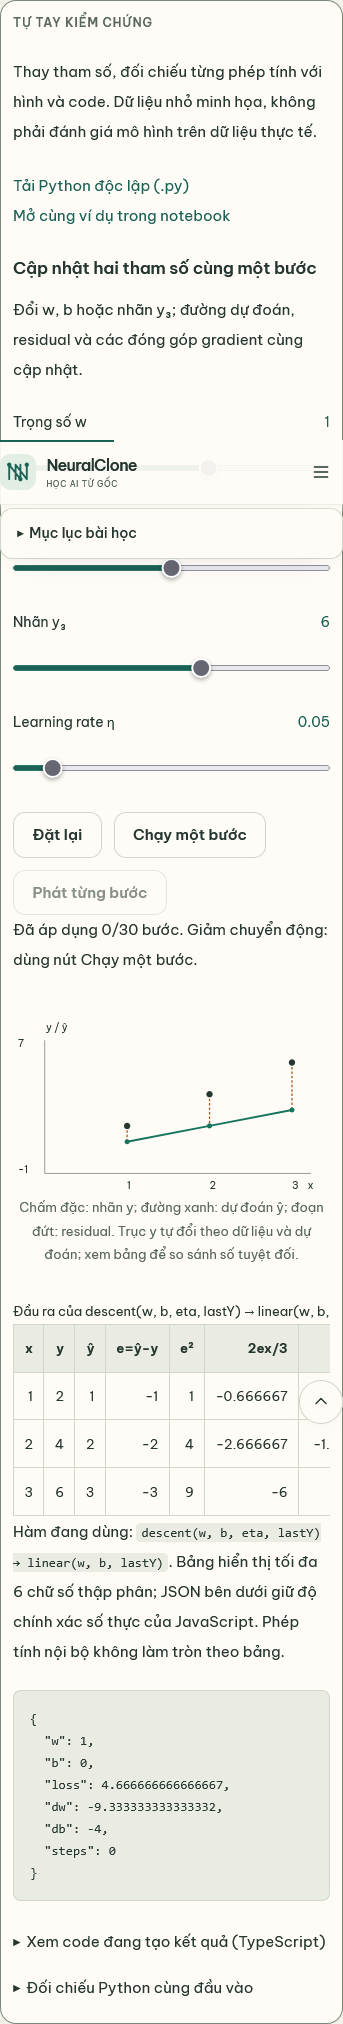 TỰ TAY KIỂM CHỨNG
Thay tham số, đối chiếu từng phép tính với
hình và code. Dữ liệu nhỏ minh họa, không
phải đánh giá mô hình trên dữ liệu thực tế.
Tải Python độc lập (.py)
Mở cùng ví dụ trong notebook
Cập nhật hai tham số cùng một bước
Đổi w, b hoặc nhãn y₃; đường dự đoán,
residual và các đóng góp gradient cùng
cập nhật.
Trọng số w 1
NeuralClone
HỌC AI TỪ GỐC
▸ Mục lục bài học
Nhãn y₃ 6
Learning rate η 0.05
Đặt lại Chạy một bước
Phát từng bước
Đã áp dụng 0/30 bước. Giảm chuyển động:
dùng nút Chạy một bước.
y / ŷ
7
-1
1 2 3 x
Chấm đặc: nhãn y; đường xanh: dự đoán ŷ; đoạn
đứt: residual. Trục y tự đổi theo dữ liệu và dự
đoán; xem bảng để so sánh số tuyệt đối.
Đầu ra của descent(w, b, eta, lastY) → linear(w, b,
x y ŷ e=ŷ-y e² 2ex/3
1 2 1 -1 1 -0.666667
2 4 2 -2 4 -2.666667 -1.
3 6 3 -3 9 -6
Hàm đang dùng: descent(w, b, eta, lastY)
→ linear(w, b, lastY) . Bảng hiển thị tối đa
6 chữ số thập phân; JSON bên dưới giữ độ
chính xác số thực của JavaScript. Phép
tính nội bộ không làm tròn theo bảng.
{
"w": 1,
"b": 0,
"loss": 4.666666666666667,
"dw": -9.333333333333332,
"db": -4,
"steps": 0
}
▸ Xem code đang tạo kết quả (TypeScript)
▸ Đối chiếu Python cùng đầu vào